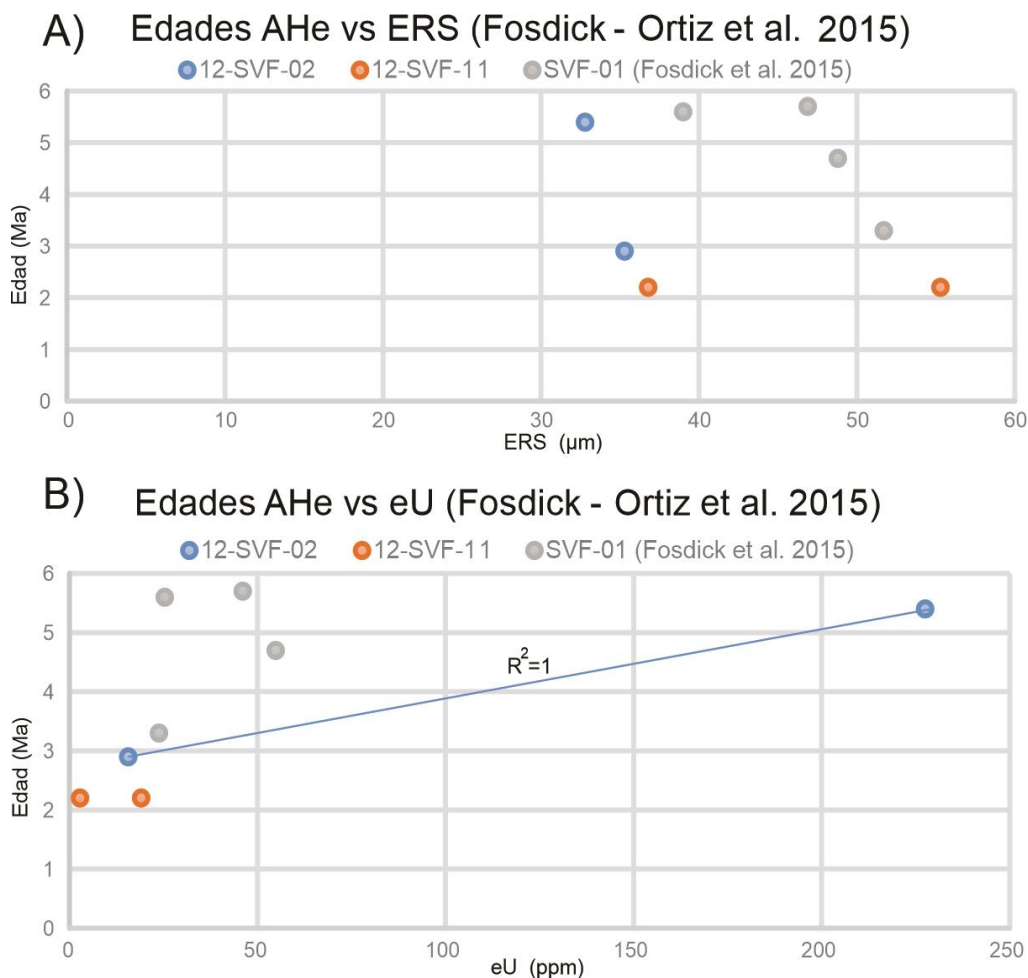 A) Edades AHe vs ERS (Fosdick - Ortiz et al. 2015)
12-SVF-02 12-SVF-11 SVF-01 (Fosdick et al. 2015)
6
5
4
3
2
1
0
Edad (Ma)
0 10 20 30 40 50 60
ERS (µm)
B) Edades AHe vs eU (Fosdick - Ortiz et al. 2015)
12-SVF-02 12-SVF-11 SVF-01 (Fosdick et al. 2015)
6
5
4
3
2
1
0
Edad (Ma)
R²=1
0 50 100 150 200 250
eU (ppm)